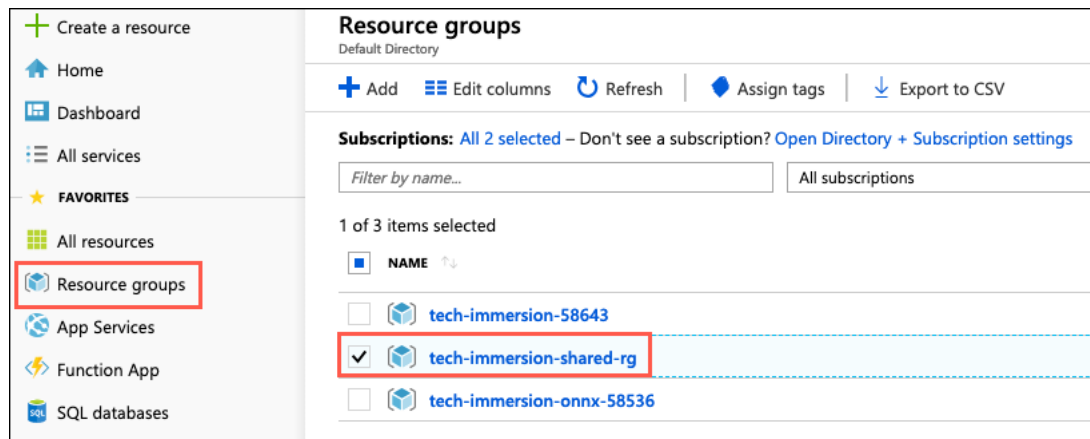 Create a resource
Home
Dashboard
All services
FAVORITES
All resources
Resource groups
App Services
Function App
SQL databases
Resource groups
Default Directory
Add Edit columns Refresh Assign tags Export to CSV
Subscriptions: All 2 selected – Don't see a subscription? Open Directory + Subscription settings
Filter by name... All subscriptions
1 of 3 items selected
NAME
tech-immersion-58643
tech-immersion-shared-rg
tech-immersion-onnx-58536